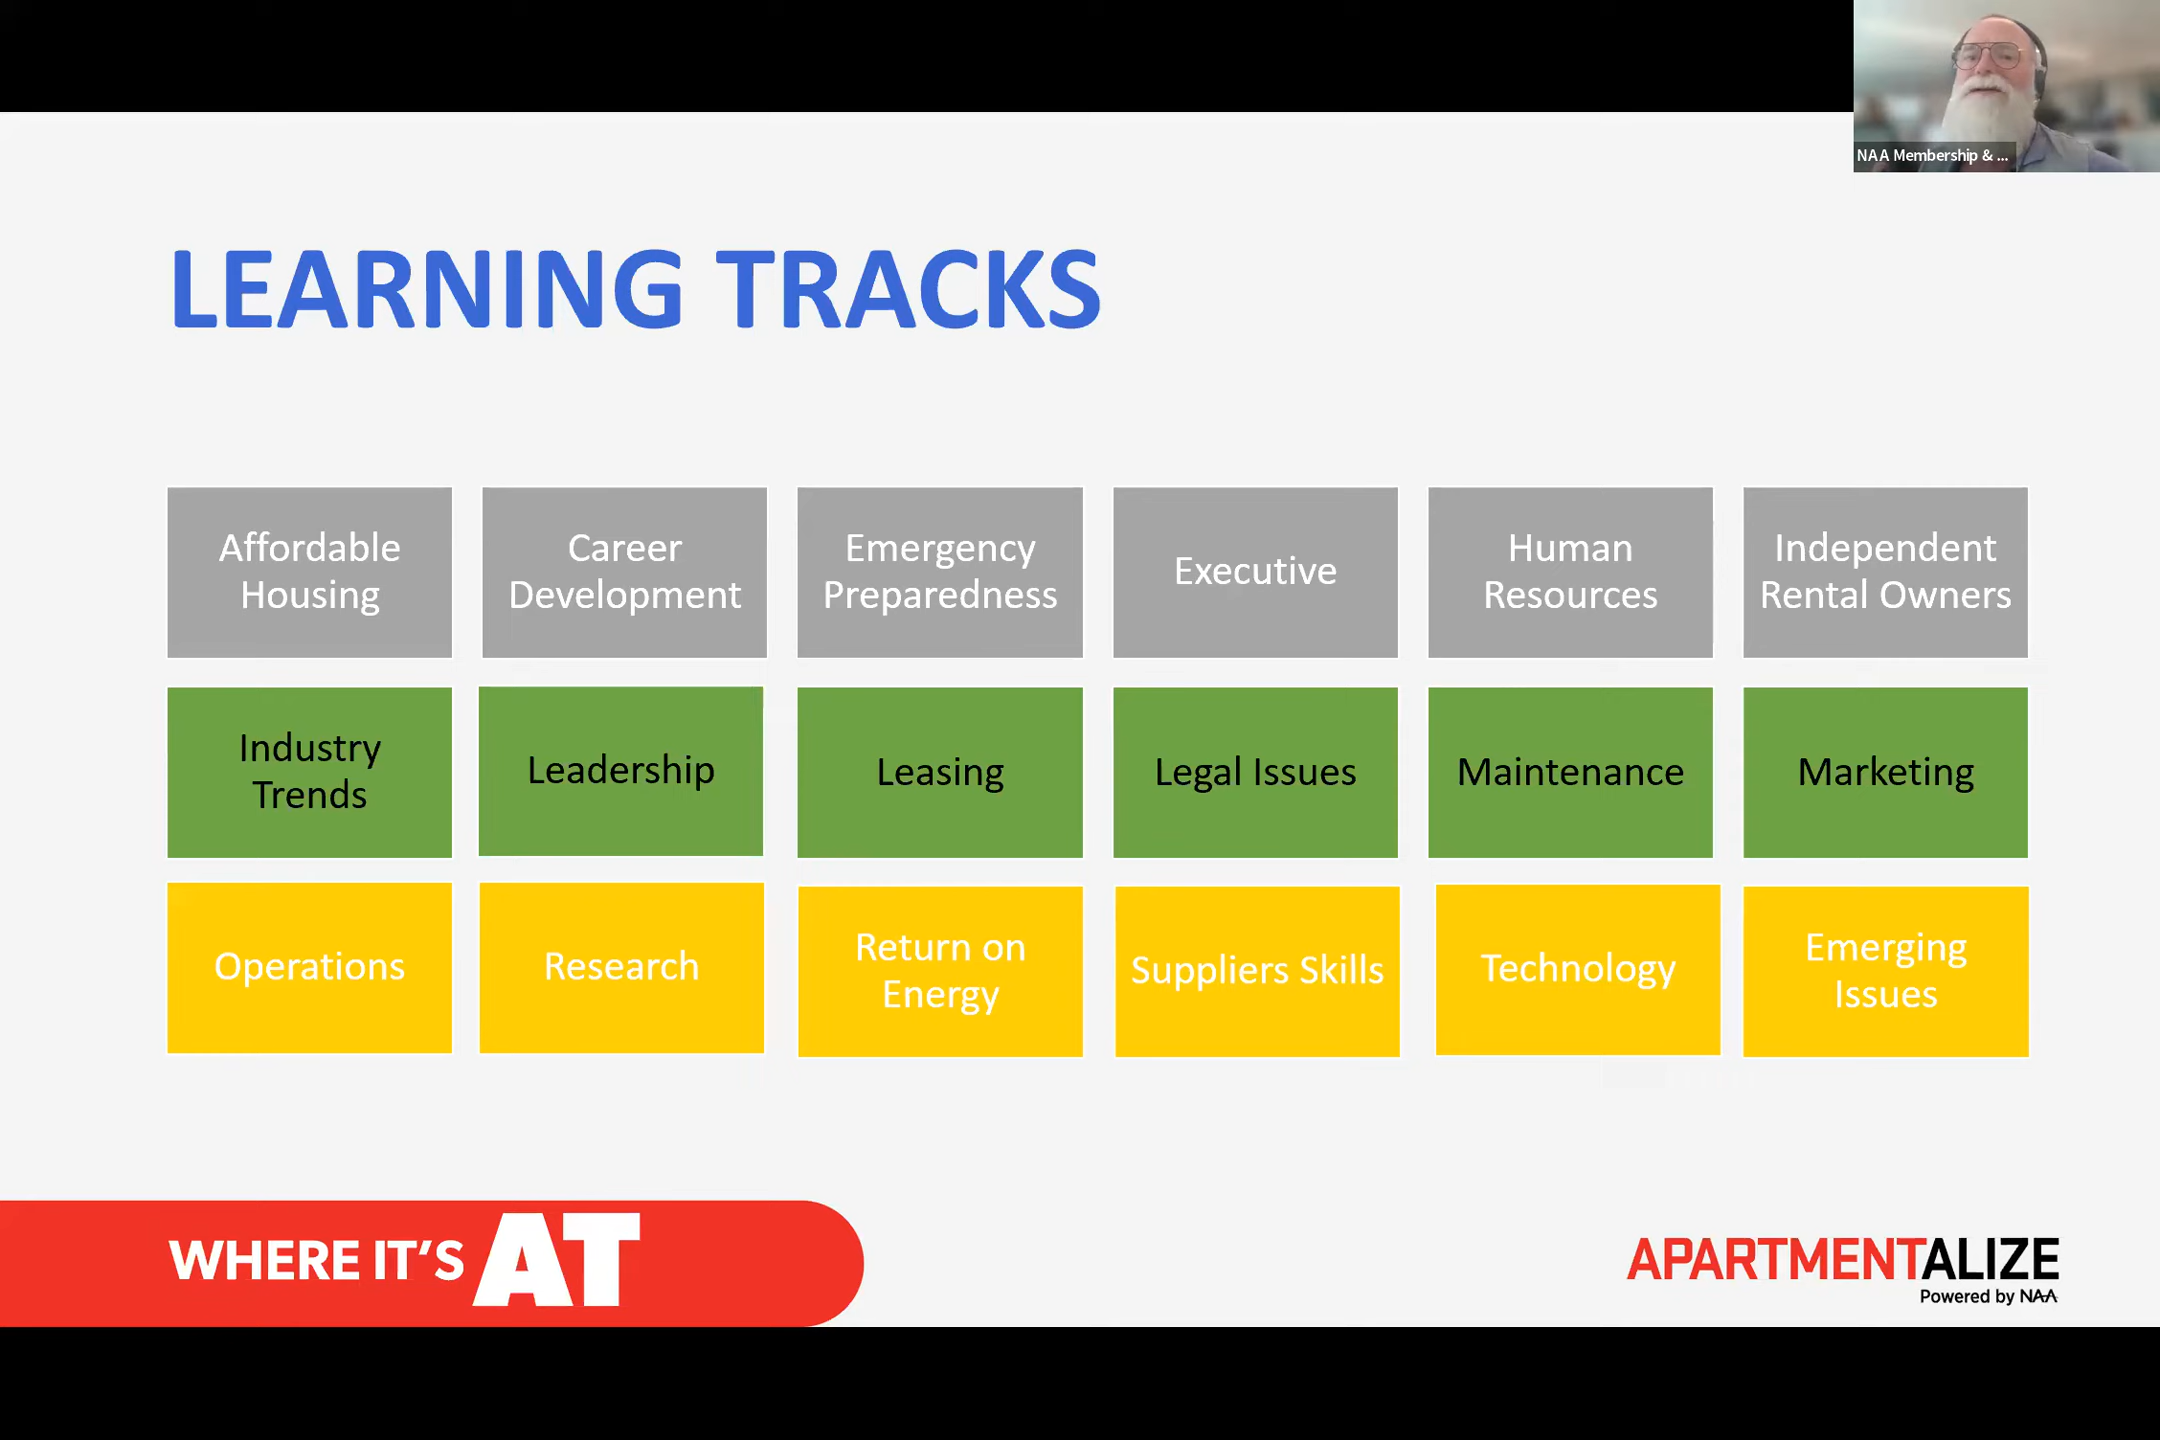 NAA Membership & ...
LEARNING TRACKS
Affordable
Housing
Career
Development
Emergency
Preparedness
Executive
Human
Resources
Independent
Rental Owners
Industry
Trends
Leadership
Leasing
Legal Issues
Maintenance
Marketing
Operations
Research
Return on
Energy
Suppliers Skills
Technology
Emerging
Issues
WHERE IT'S AT
APARTMENTALIZE
Powered by NAA